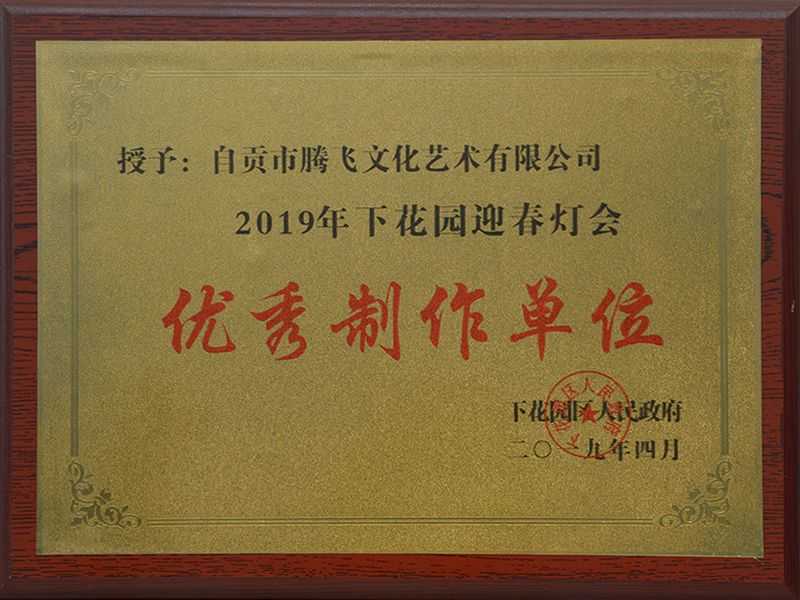 授予：自贡市腾飞文化艺术有限公司
2019年下花园迎春灯会
优秀制作单位
下花园区人民政府
二〇一九年四月